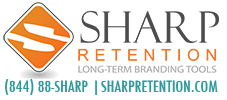 SHARP
RETENTION
LONG-TERM BRANDING TOOLS
(844) 88-SHARP | SHARPRETENTION.COM